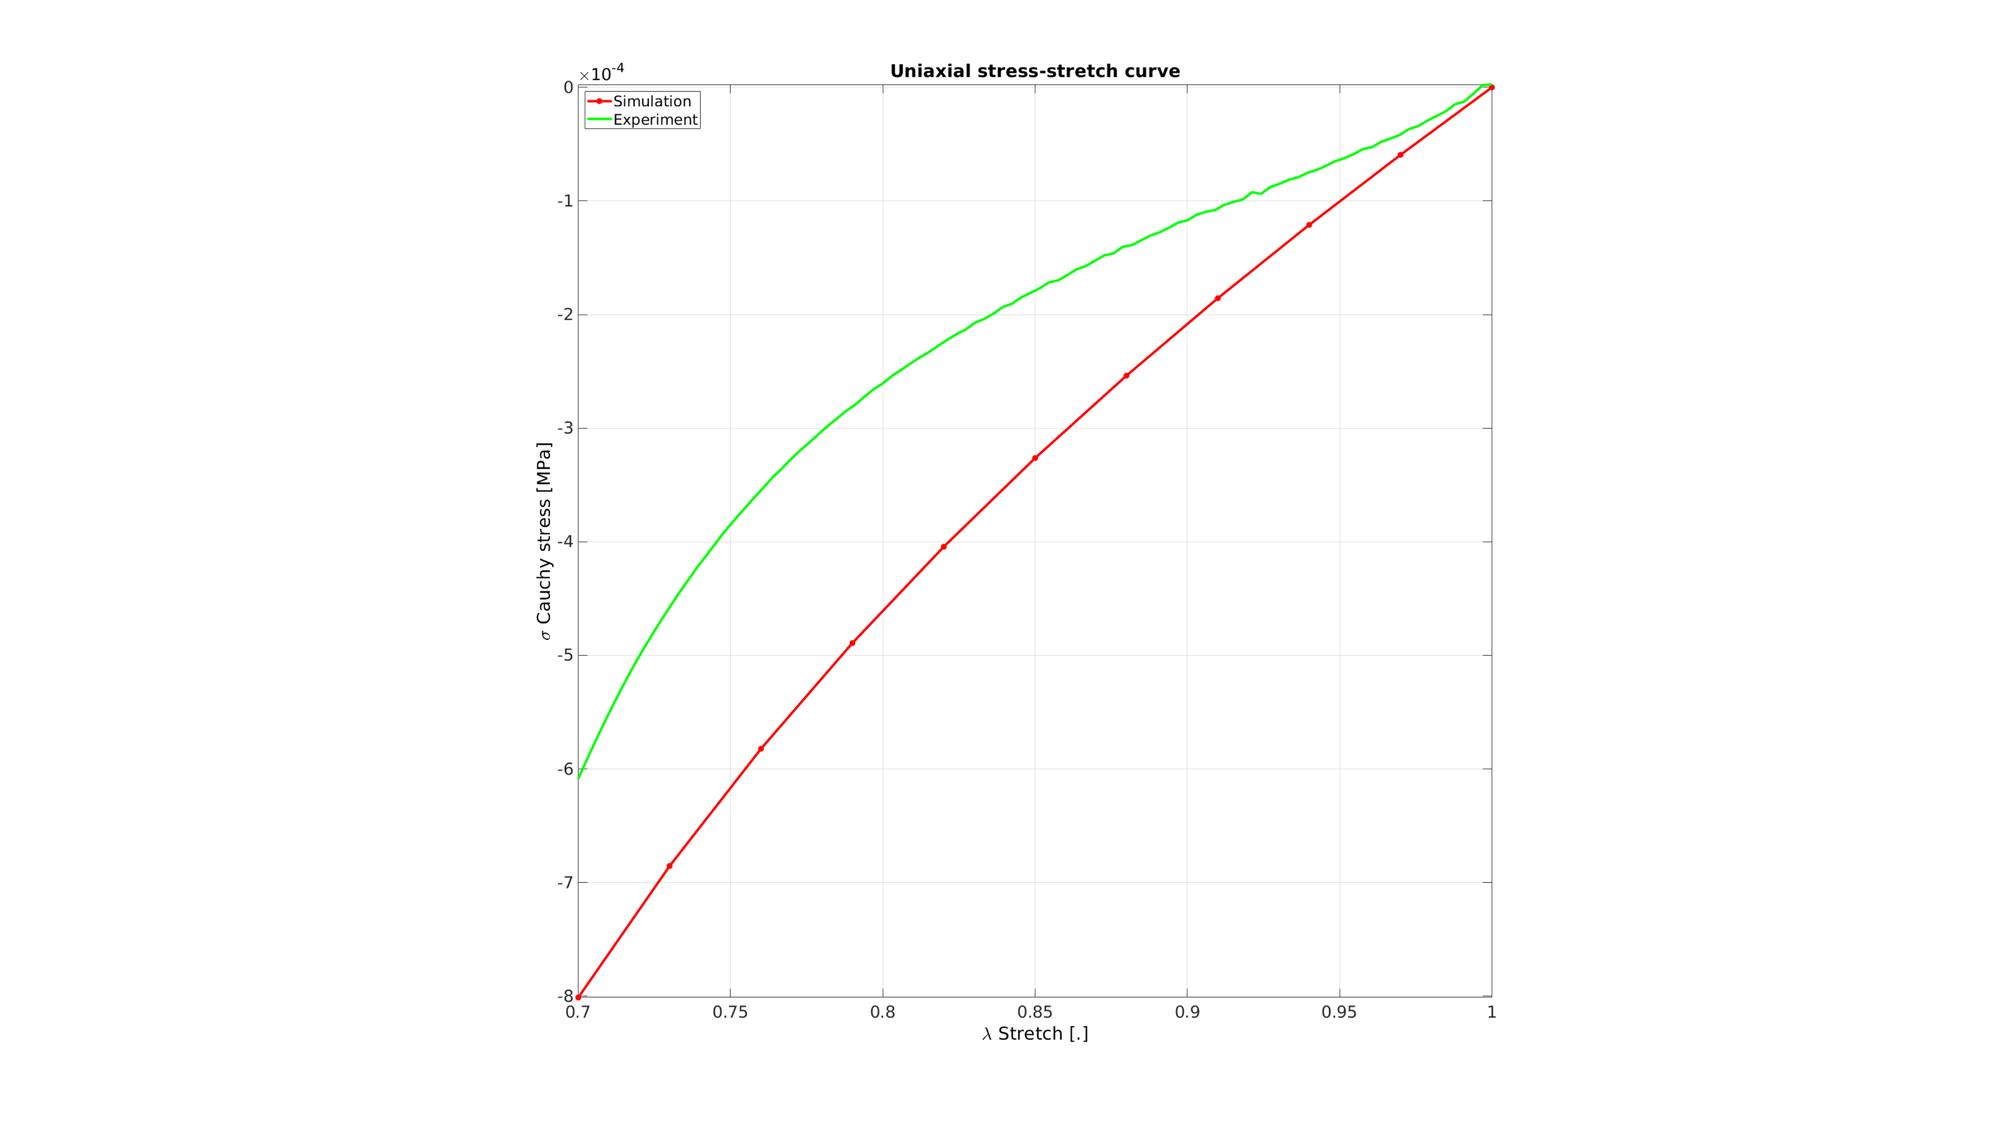 Uniaxial stress-stretch curve
×10-4
Simulation
Experiment
0
-1
-2
-3
-4
-5
-6
-7
-8
σ Cauchy stress [MPa]
0.7 0.75 0.8 0.85 0.9 0.95 1
λ Stretch [.]